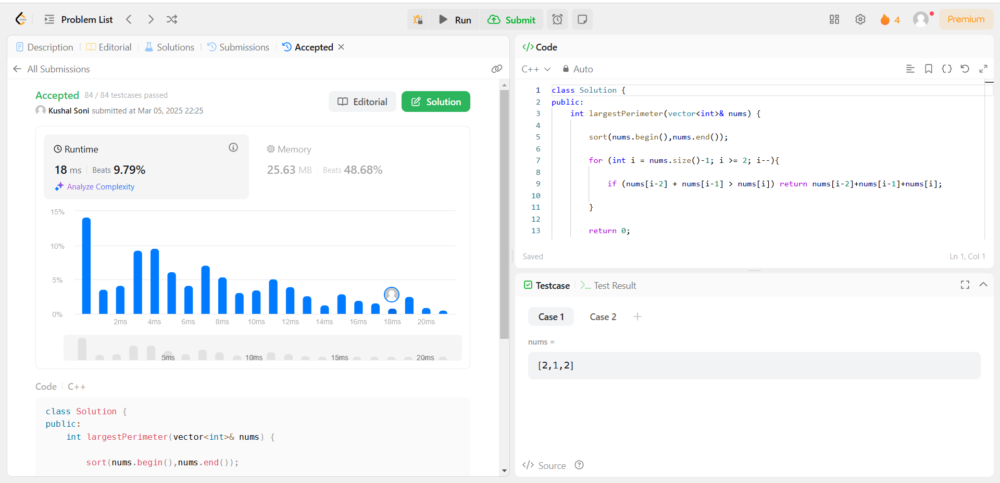 Problem List
Run
Submit
4
Premium
Description
Editorial
Solutions
Submissions
Accepted
All Submissions
Accepted 84 / 84 testcases passed
Kushal Soni submitted at Mar 05, 2025 22:25
Editorial
Solution
Runtime
18 ms Beats 9.79%
Analyze Complexity
Memory
25.63 MB Beats 48.68%
15%
10%
5%
0%
2ms 4ms 6ms 8ms 10ms 12ms 14ms 16ms 18ms 20ms
5ms 10ms 15ms 20ms
Code C++
class Solution {
public:
    int largestPerimeter(vector<int>& nums) {
        sort(nums.begin(),nums.end());
</> Code
C++ Auto
1 class Solution {
2 public:
3     int largestPerimeter(vector<int>& nums) {
4
5         sort(nums.begin(),nums.end());
6
7         for (int i = nums.size()-1; i >= 2; i--){
8
9             if (nums[i-2] + nums[i-1] > nums[i]) return nums[i-2]+nums[i-1]+nums[i];
10
11         }
12
13         return 0;
Saved
Ln 1, Col 1
Testcase
Test Result
Case 1
Case 2
nums =
[2,1,2]
</> Source